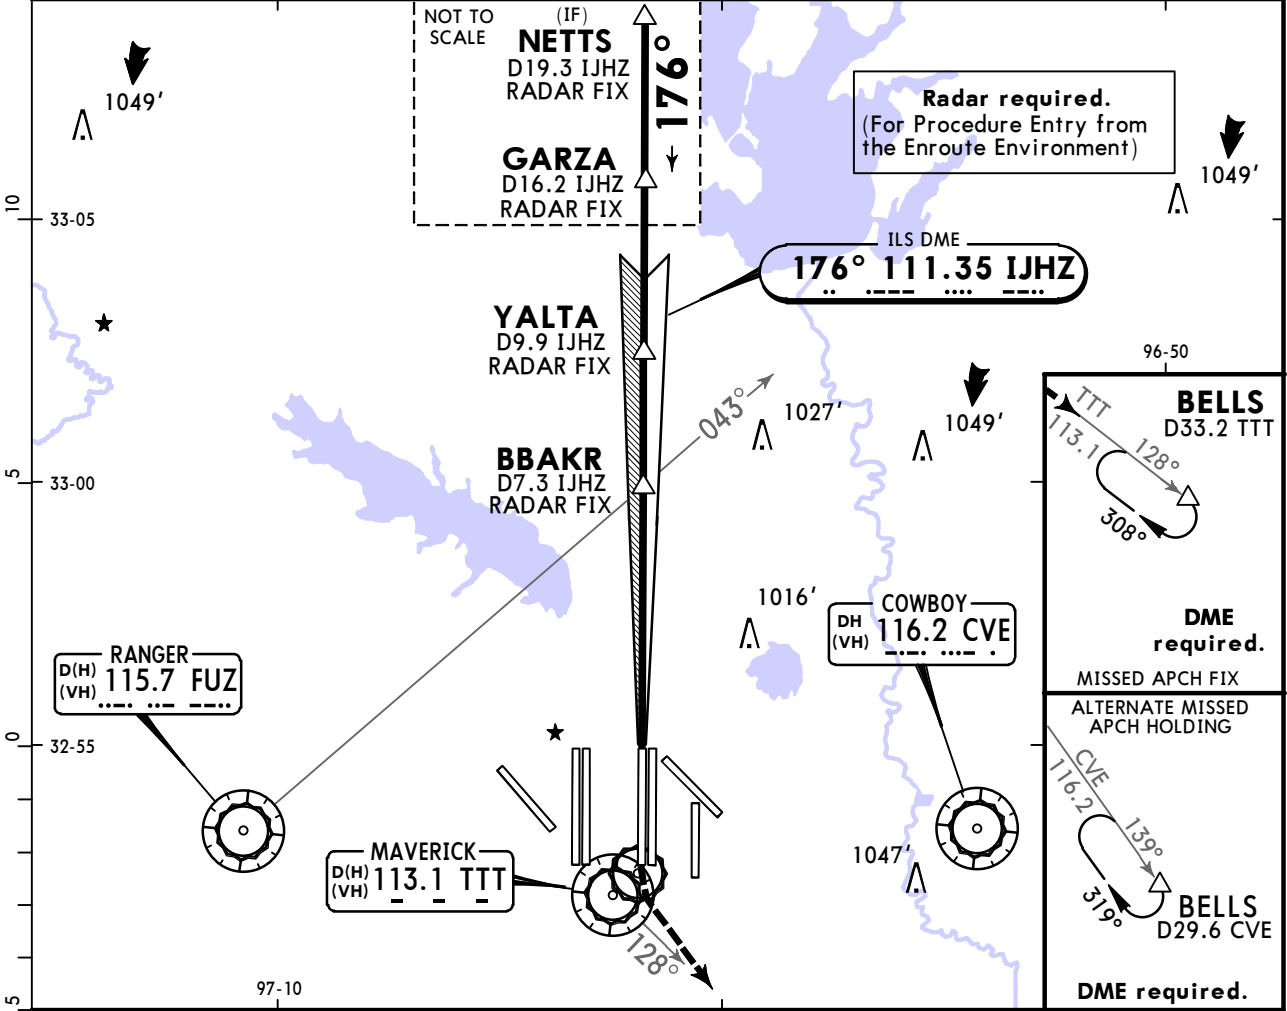 NOT TO
SCALE
(IF)
NETTS
D19.3 IJHZ
RADAR FIX
176°
GARZA
D16.2 IJHZ
RADAR FIX
1049'
Radar required.
(For Procedure Entry from
the Enroute Environment)
1049'
10
33-05
ILS DME
176° 111.35 IJHZ
YALTA
D9.9 IJHZ
RADAR FIX
043°
1027'
1049'
96-50
BBAKR
D7.3 IJHZ
RADAR FIX
5
33-00
BELLS
D33.2 TTT
TTT
113.1
128°
308°
DME
required.
MISSED APCH FIX
1016'
COWBOY
DH
(VH)
116.2 CVE
RANGER
D(H)
(VH)
115.7 FUZ
0
32-55
ALTERNATE MISSED
APCH HOLDING
CVE
116.2
139°
319°
BELLS
D29.6 CVE
DME required.
1047'
MAVERICK
D(H)
(VH)
113.1 TTT
128°
97-10
5